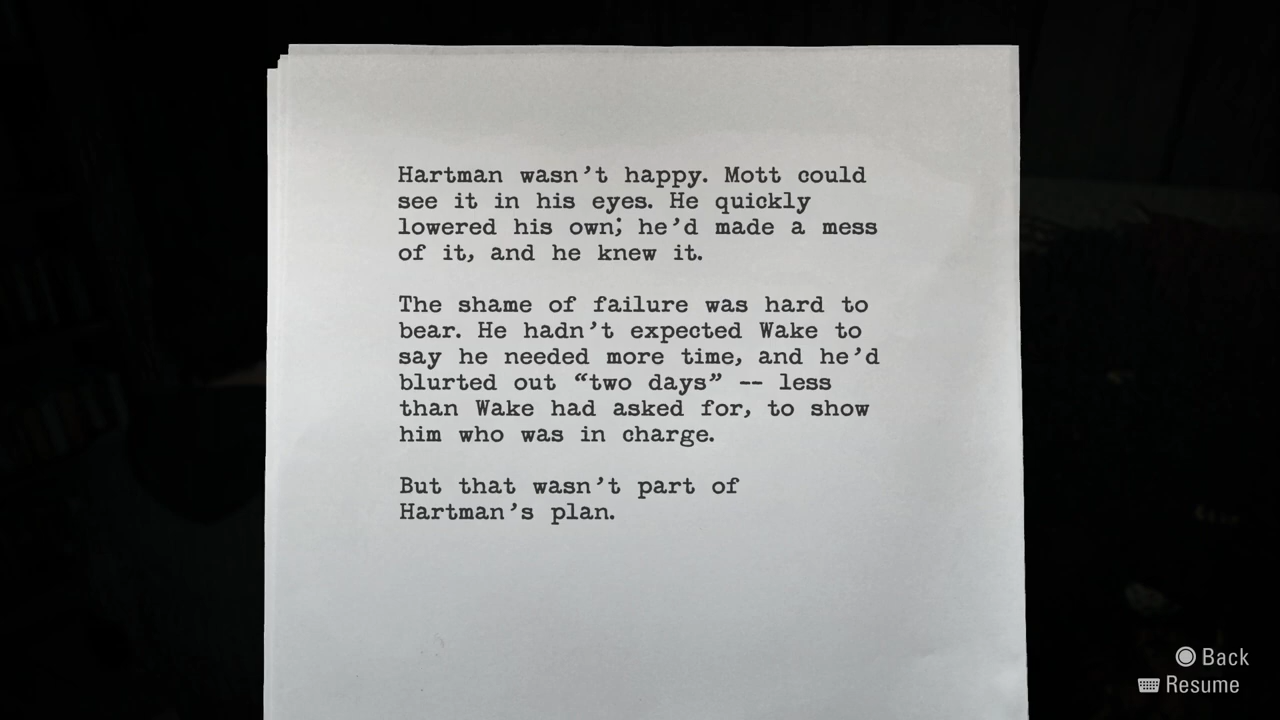 Hartman wasn’t happy. Mott could
see it in his eyes. He quickly
lowered his own; he’d made a mess
of it, and he knew it.
The shame of failure was hard to
bear. He hadn’t expected Wake to
say he needed more time, and he’d
blurted out “two days” -- less
than Wake had asked for, to show
him who was in charge.
But that wasn’t part of
Hartman’s plan.
Back
Resume